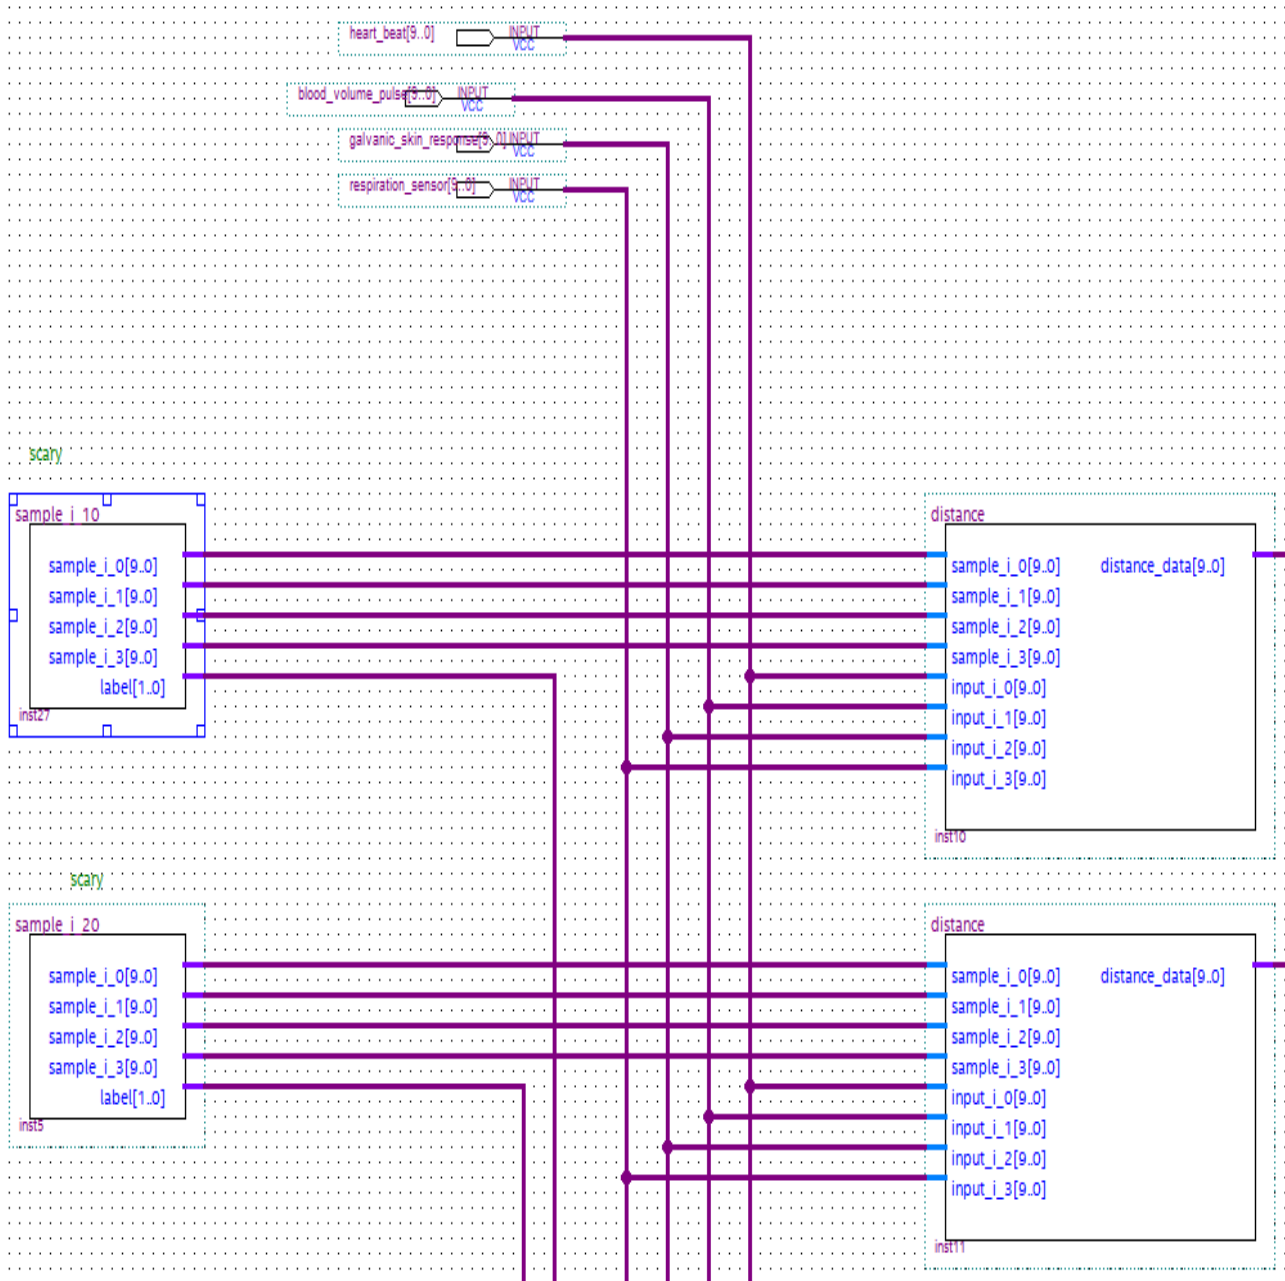 heart_beat[9..0] INPUT
VCC
blood_volume_pulse[9..0] INPUT
VCC
galvanic_skin_response[9..0] INPUT
VCC
respiration_sensor[9..0] INPUT
VCC
scary
sample_i_10
sample_i_0[9..0]
sample_i_1[9..0]
sample_i_2[9..0]
sample_i_3[9..0]
label[1..0]
inst27
distance
sample_i_0[9..0] distance_data[9..0]
sample_i_1[9..0]
sample_i_2[9..0]
sample_i_3[9..0]
input_i_0[9..0]
input_i_1[9..0]
input_i_2[9..0]
input_i_3[9..0]
inst10
scary
sample_i_20
sample_i_0[9..0]
sample_i_1[9..0]
sample_i_2[9..0]
sample_i_3[9..0]
label[1..0]
inst5
distance
sample_i_0[9..0] distance_data[9..0]
sample_i_1[9..0]
sample_i_2[9..0]
sample_i_3[9..0]
input_i_0[9..0]
input_i_1[9..0]
input_i_2[9..0]
input_i_3[9..0]
inst11